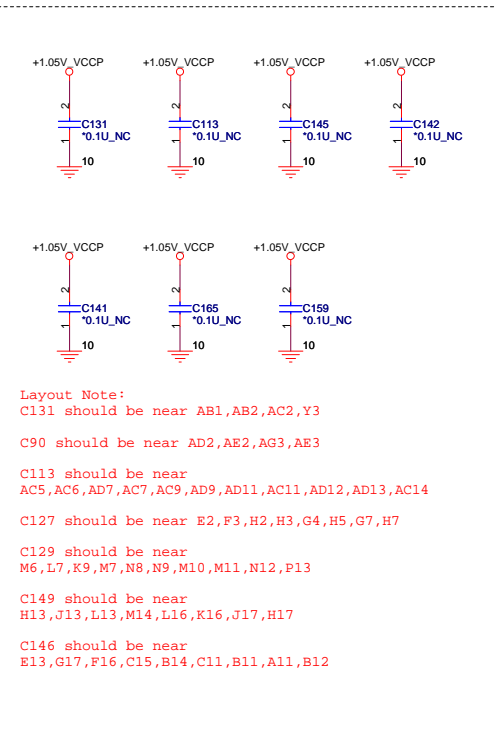 +1.05V_VCCP +1.05V_VCCP +1.05V_VCCP +1.05V_VCCP
2 2 2 2
C131 C113 C145 C142
*0.1U_NC *0.1U_NC *0.1U_NC *0.1U_NC
1 1 1 1
10 10 10 10
+1.05V_VCCP +1.05V_VCCP +1.05V_VCCP
2 2 2
C141 C165 C159
*0.1U_NC *0.1U_NC *0.1U_NC
1 1 1
10 10 10
Layout Note:
C131 should be near AB1,AB2,AC2,Y3
C90 should be near AD2,AE2,AG3,AE3
C113 should be near
AC5,AC6,AD7,AC7,AC9,AD9,AD11,AC11,AD12,AD13,AC14
C127 should be near E2,F3,H2,H3,G4,H5,G7,H7
C129 should be near
M6,L7,K9,M7,N8,N9,M10,M11,N12,P13
C149 should be near
H13,J13,L13,M14,L16,K16,J17,H17
C146 should be near
E13,G17,F16,C15,B14,C11,B11,A11,B12